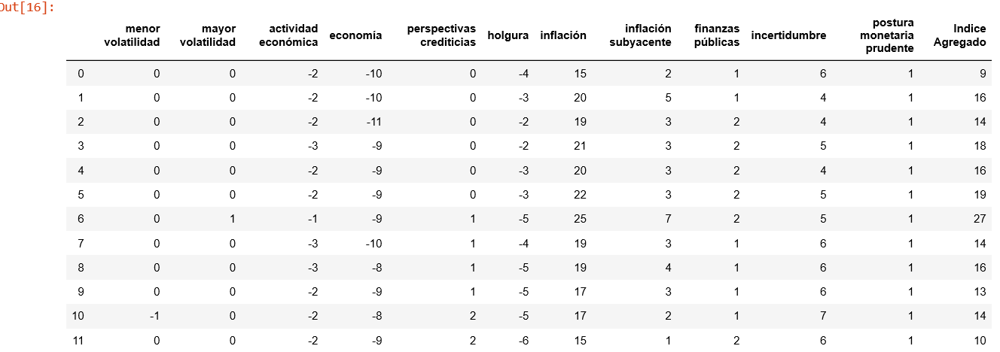 Out[16]:
menor volatilidad mayor volatilidad actividad económica economía perspectivas crediticias holgura inflación inflación subyacente finanzas públicas incertidumbre postura monetaria prudente Indice Agregado
0 0 0 -2 -10 0 -4 15 2 1 6 1 9
1 0 0 -2 -10 0 -3 20 5 1 4 1 16
2 0 0 -2 -11 0 -2 19 3 2 4 1 14
3 0 0 -3 -9 0 -2 21 3 2 5 1 18
4 0 0 -2 -9 0 -3 20 3 2 4 1 16
5 0 0 -2 -9 0 -3 22 3 2 5 1 19
6 0 1 -1 -9 1 -5 25 7 2 5 1 27
7 0 0 -3 -10 1 -4 19 3 1 6 1 14
8 0 0 -3 -8 1 -5 19 4 1 6 1 16
9 0 0 -2 -9 1 -5 17 3 1 6 1 13
10 -1 0 -2 -8 2 -5 17 2 1 7 1 14
11 0 0 -2 -9 2 -6 15 1 2 6 1 10